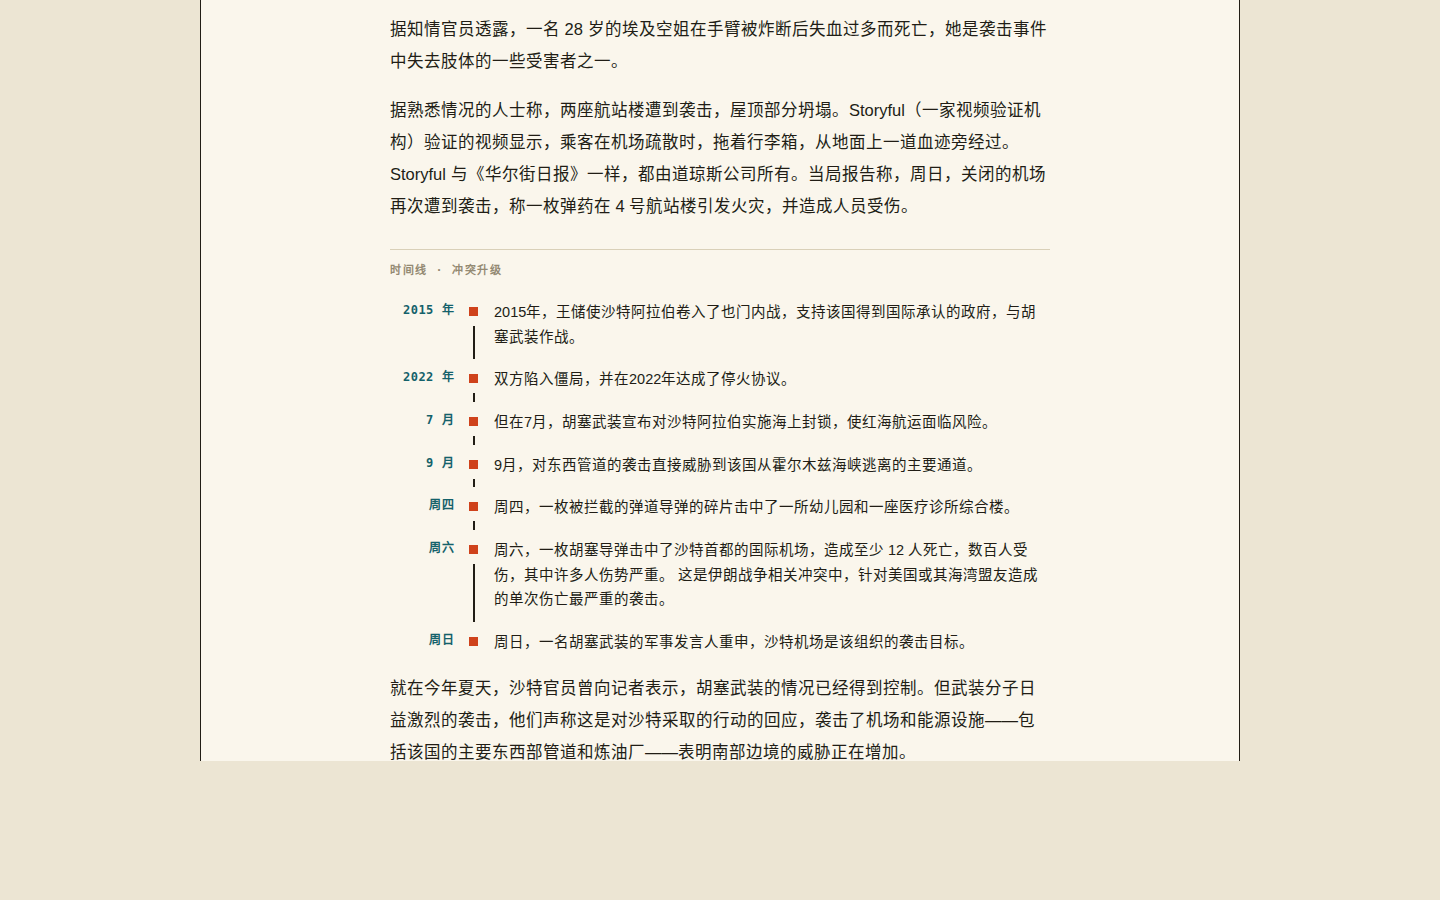 据知情官员透露，一名 28 岁的埃及空姐在手臂被炸断后失血过多而死亡，她是袭击事件
中失去肢体的一些受害者之一。
据熟悉情况的人士称，两座航站楼遭到袭击，屋顶部分坍塌。Storyful（一家视频验证机
构）验证的视频显示，乘客在机场疏散时，拖着行李箱，从地面上一道血迹旁经过。
Storyful 与《华尔街日报》一样，都由道琼斯公司所有。当局报告称，周日，关闭的机场
再次遭到袭击，称一枚弹药在 4 号航站楼引发火灾，并造成人员受伤。
时间线 · 冲突升级
2015 年
2015年，王储使沙特阿拉伯卷入了也门内战，支持该国得到国际承认的政府，与胡
塞武装作战。
2022 年
双方陷入僵局，并在2022年达成了停火协议。
7 月
但在7月，胡塞武装宣布对沙特阿拉伯实施海上封锁，使红海航运面临风险。
9 月
9月，对东西管道的袭击直接威胁到该国从霍尔木兹海峡逃离的主要通道。
周四
周四，一枚被拦截的弹道导弹的碎片击中了一所幼儿园和一座医疗诊所综合楼。
周六
周六，一枚胡塞导弹击中了沙特首都的国际机场，造成至少 12 人死亡，数百人受
伤，其中许多人伤势严重。 这是伊朗战争相关冲突中，针对美国或其海湾盟友造成
的单次伤亡最严重的袭击。
周日
周日，一名胡塞武装的军事发言人重申，沙特机场是该组织的袭击目标。
就在今年夏天，沙特官员曾向记者表示，胡塞武装的情况已经得到控制。但武装分子日
益激烈的袭击，他们声称这是对沙特采取的行动的回应，袭击了机场和能源设施——包
括该国的主要东西部管道和炼油厂——表明南部边境的威胁正在增加。